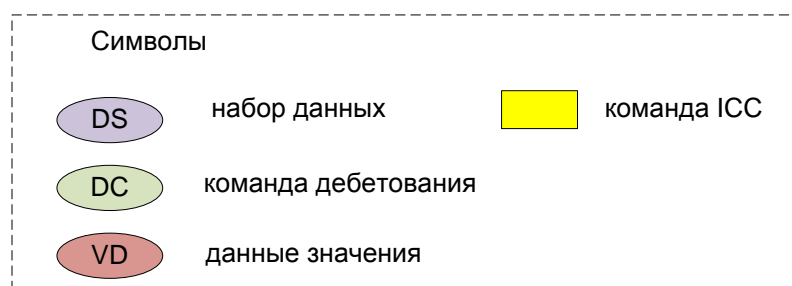 Символы
DS набор данных команда ICC
DC команда дебетования
VD данные значения